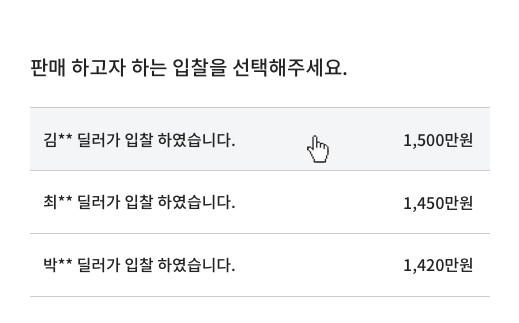 판매 하고자 하는 입찰을 선택해주세요.
김** 딜러가 입찰 하였습니다. 1,500만원
최** 딜러가 입찰 하였습니다. 1,450만원
박** 딜러가 입찰 하였습니다. 1,420만원